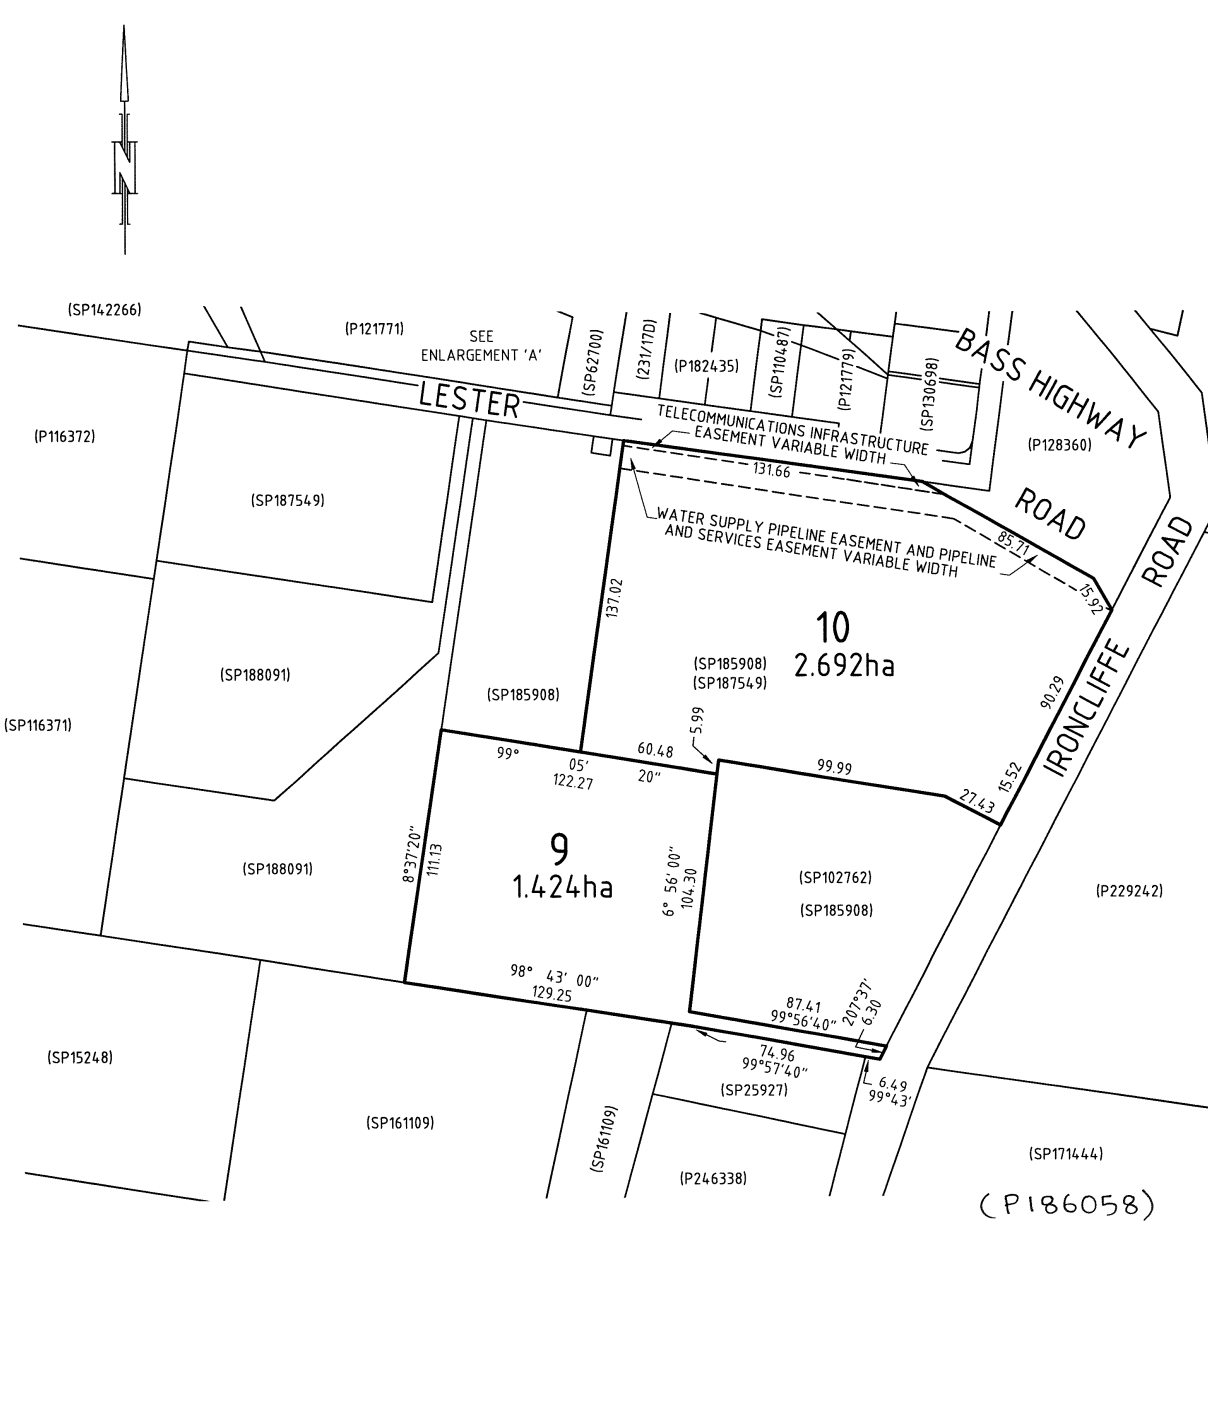 N
(SP142266)
(P121771)
SEE
ENLARGEMENT 'A'
(SP62700)
(231/17D)
(P182435)
(SP110487)
(P121779)
(SP130698)
BASS HIGHWAY
LESTER
ROAD
(P116372)
(P128360)
TELECOMMUNICATIONS INFRASTRUCTURE
EASEMENT VARIABLE WIDTH
131.66
(SP187549)
WATER SUPPLY PIPELINE EASEMENT AND PIPELINE
AND SERVICES EASEMENT VARIABLE WIDTH
85.71
15.92
137.02
10
2.692ha
(SP185908)
(SP187549)
(SP188091)
(SP185908)
(SP116371)
90.29
IRONCLIFFE
ROAD
5.99
60.48
99° 05' 20"
122.27
99.99
15.52
27.43
8°37'20"
111.13
9
1.424ha
6° 56' 00"
104.30
(SP102762)
(SP185908)
(SP188091)
(P229242)
98° 43' 00"
129.25
87.41
99°56'40"
207°37'
6.30
74.96
99°57'40"
6.49
99°43'
(SP15248)
(SP25927)
(SP161109)
(SP161109)
(P246338)
(SP171444)
(P186058)